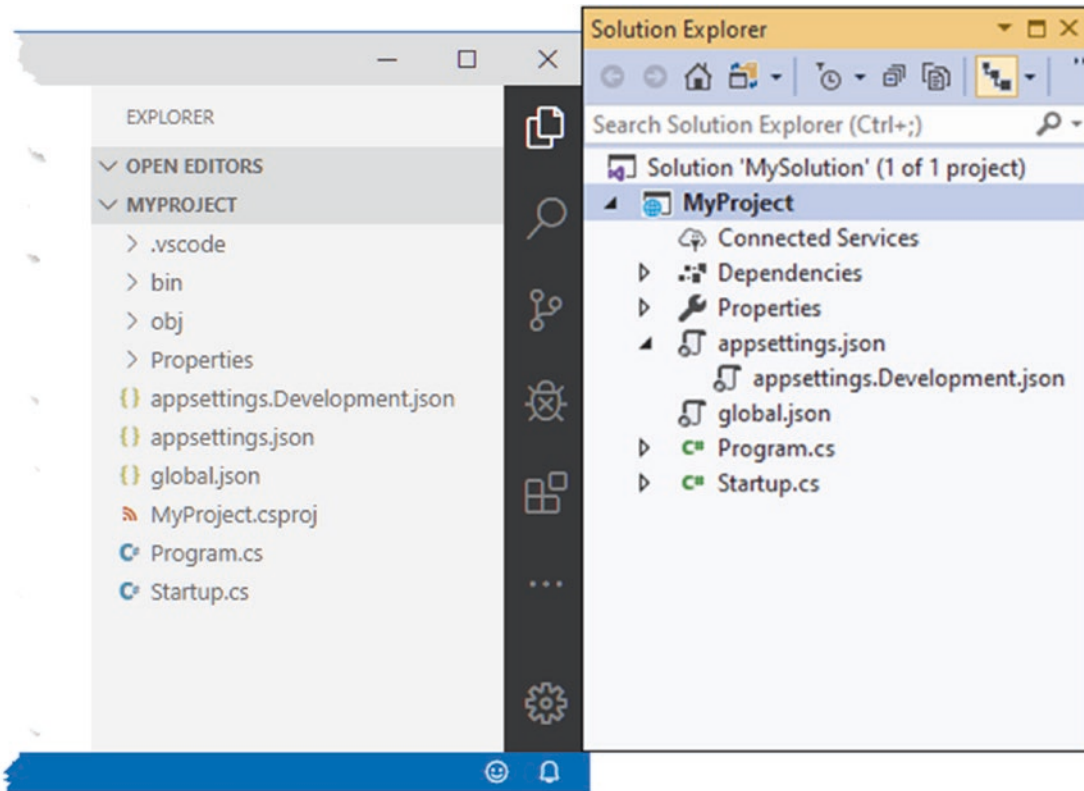 EXPLORER
OPEN EDITORS
MYPROJECT
.vscode
bin
obj
Properties
{} appsettings.Development.json
{} appsettings.json
{} global.json
MyProject.csproj
C# Program.cs
C# Startup.cs
Solution Explorer
Search Solution Explorer (Ctrl+;)
Solution 'MySolution' (1 of 1 project)
MyProject
Connected Services
Dependencies
Properties
appsettings.json
appsettings.Development.json
global.json
C# Program.cs
C# Startup.cs